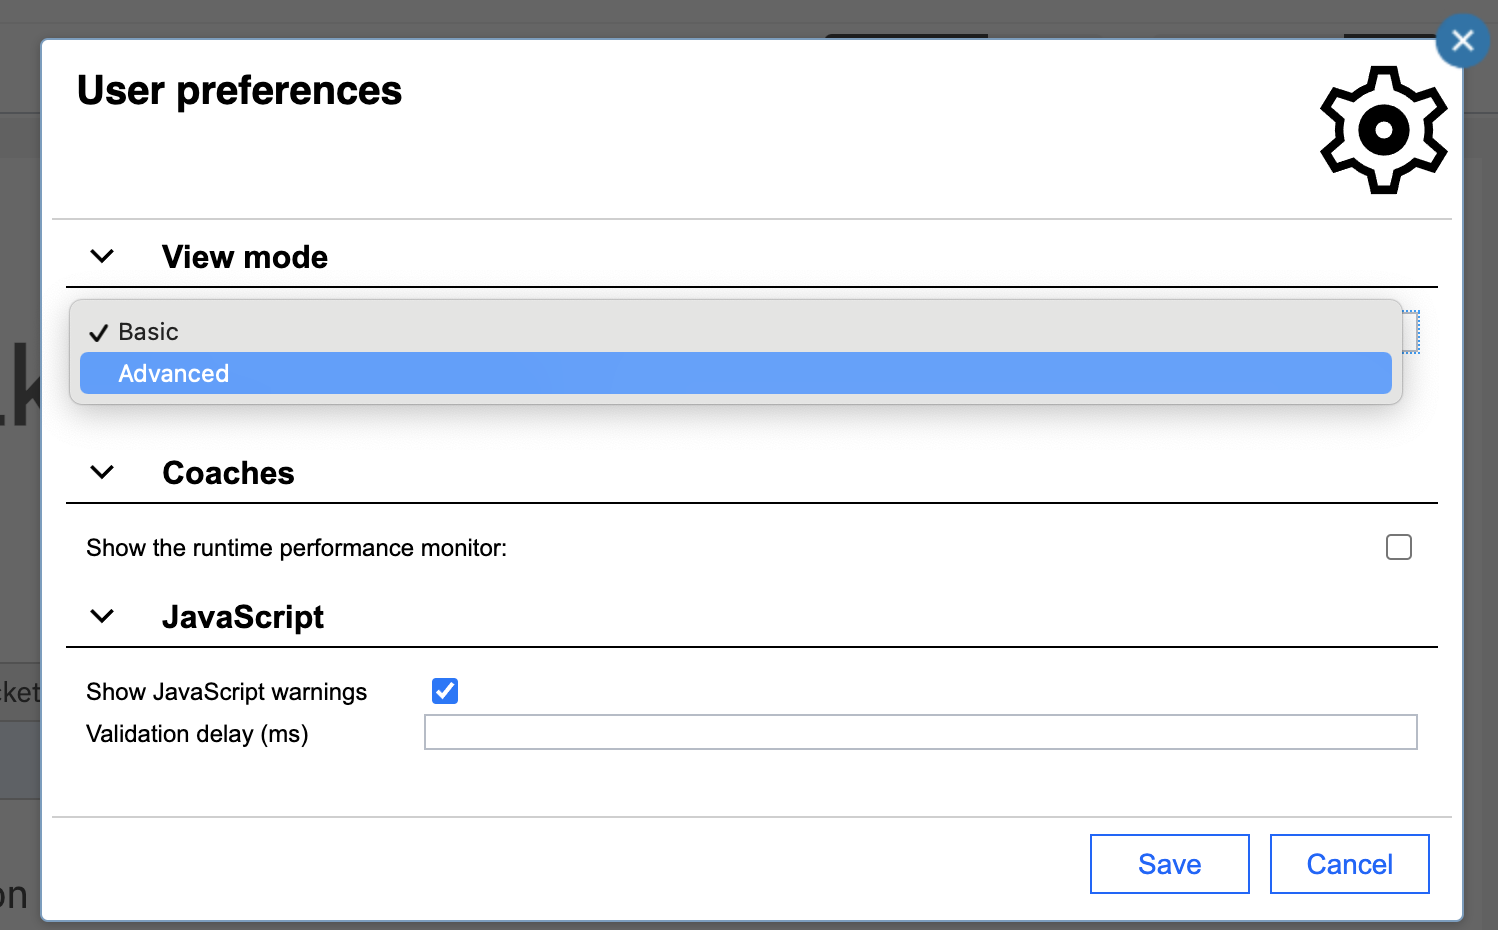 User preferences
View mode
Basic
Advanced
Coaches
Show the runtime performance monitor:
JavaScript
Show JavaScript warnings
Validation delay (ms)
Save
Cancel